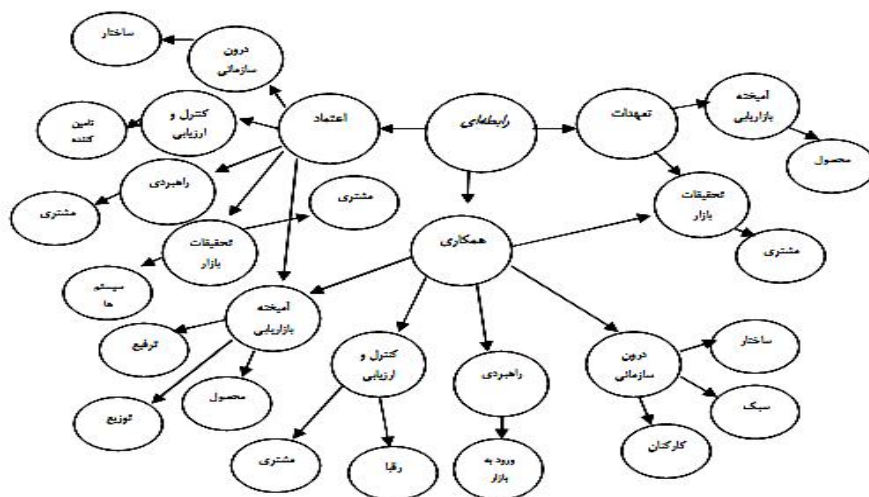 ساختار
درون
سازمانی
کنترل و
ارزیابی
تامین
کننده
اعتماد
رابطه‌ای
تعهدات
آمیخته
بازاریابی
محصول
راهبردی
مشتری
مشتری
تحقیقات
بازار
مشتری
تحقیقات
بازار
سیستم
ها
همکاری
آمیخته
بازاریابی
ترفیع
توزیع
محصول
کنترل و
ارزیابی
مشتری
رقبا
راهبردی
ورود به
بازار
درون
سازمانی
ساختار
سبک
کارکنان